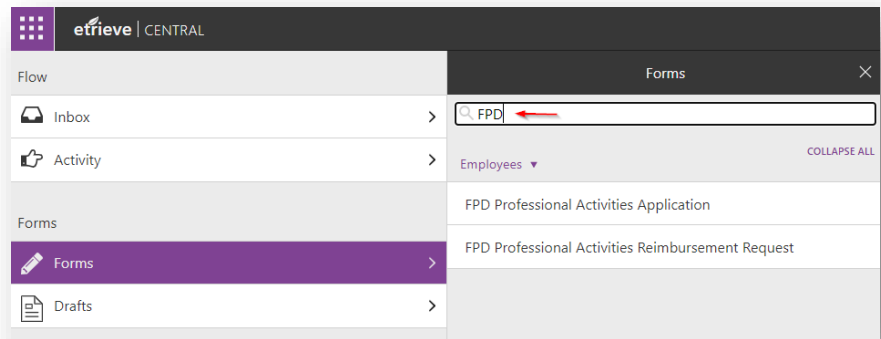 etrieve | CENTRAL
Flow
Inbox
Activity
Forms
Forms
Drafts
Forms
FPD
COLLAPSE ALL
Employees
FPD Professional Activities Application
FPD Professional Activities Reimbursement Request